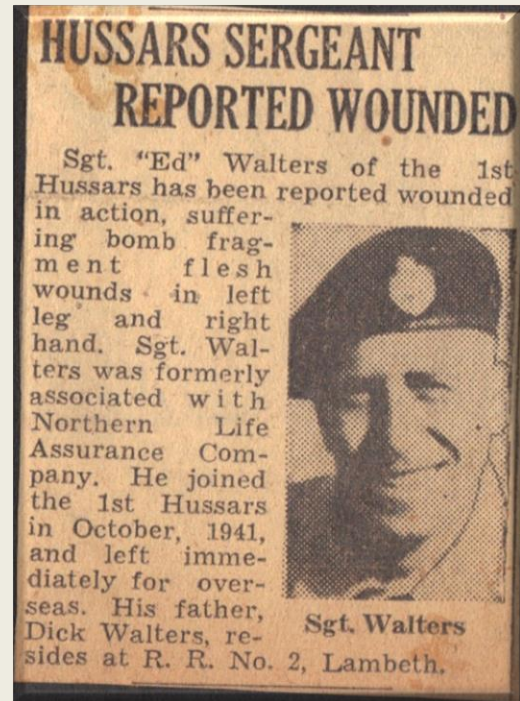 HUSSARS SERGEANT
REPORTED WOUNDED
Sgt. "Ed" Walters of the 1st
Hussars has been reported wounded
in action, suffer-
ing bomb frag-
ment flesh
wounds in left
leg and right
hand. Sgt. Wal-
ters was formerly
associated with
Northern Life
Assurance Com-
pany. He joined
the 1st Hussars
in October, 1941,
and left imme-
diately for over-
seas. His father,
Dick Walters, re-
sides at R. R. No. 2, Lambeth.
Sgt. Walters